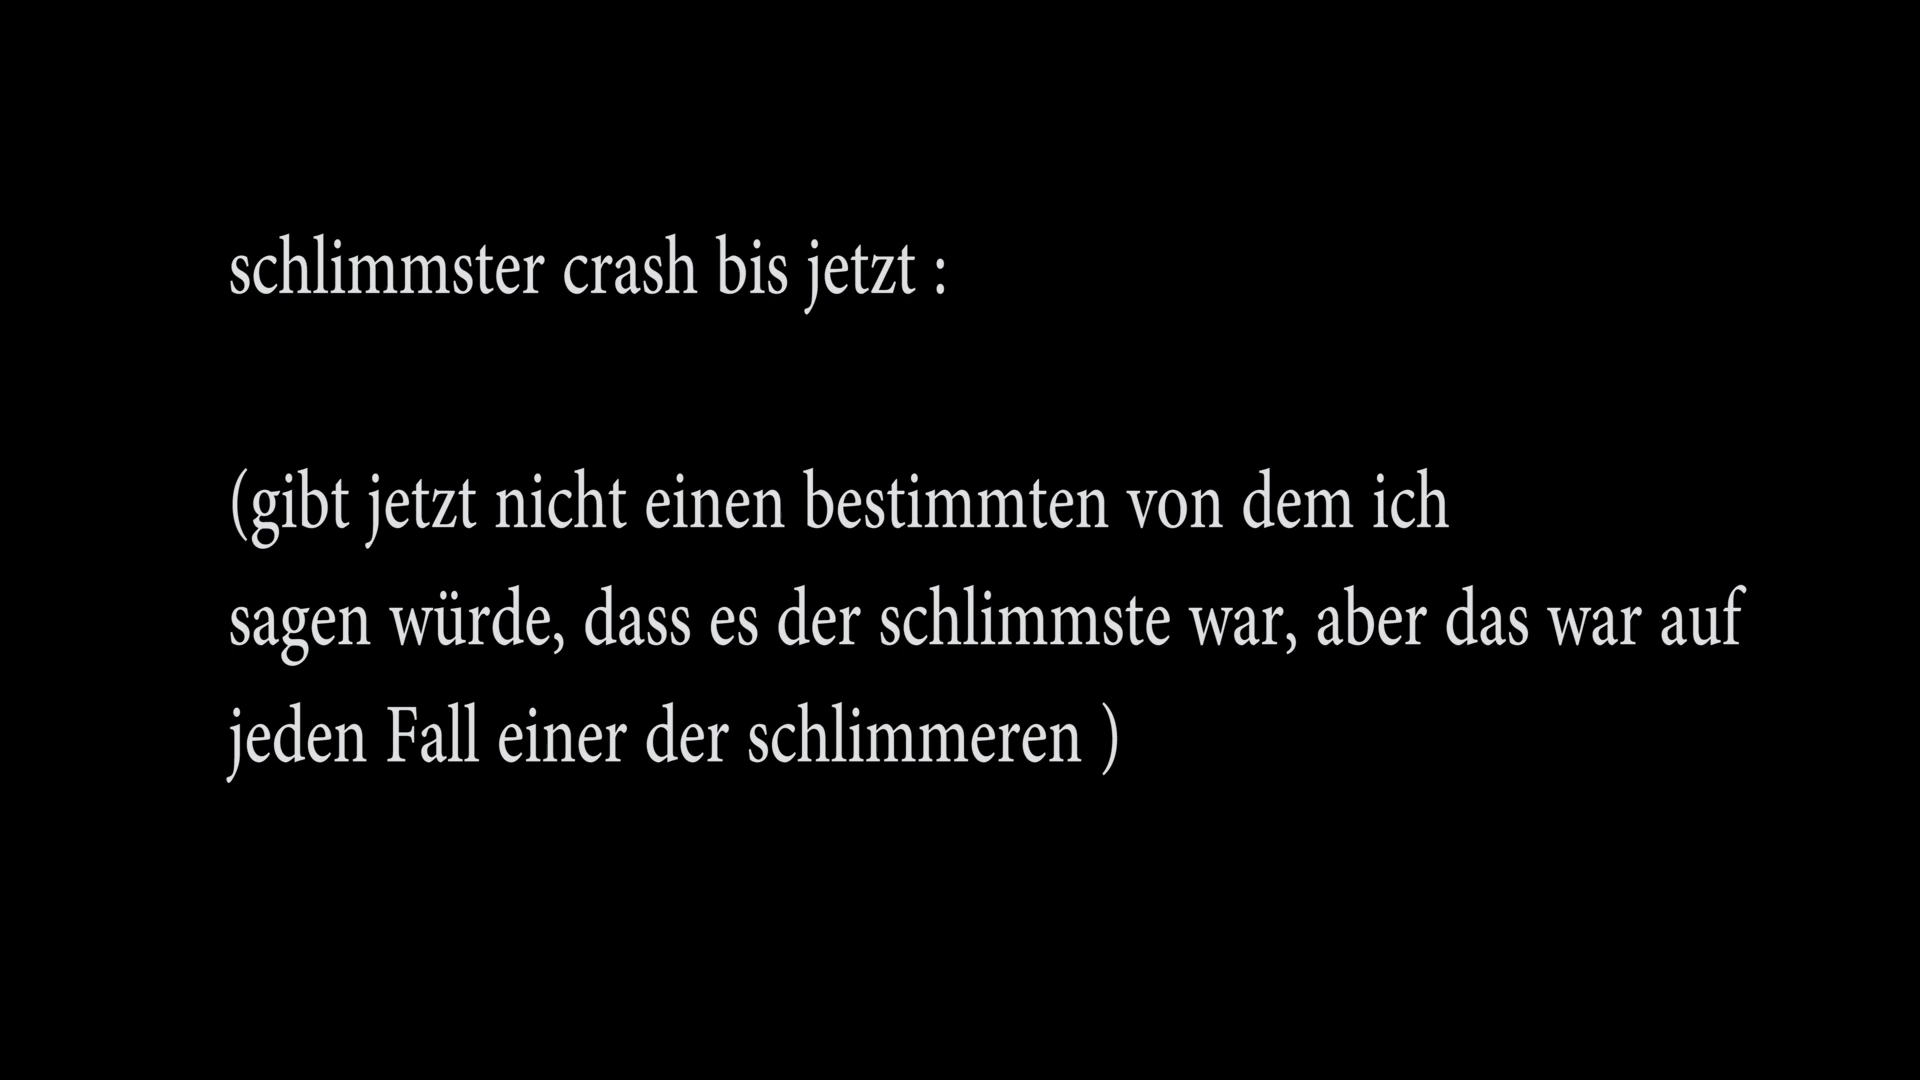 schlimmster crash bis jetzt :
(gibt jetzt nicht einen bestimmten von dem ich
sagen würde, dass es der schlimmste war, aber das war auf
jeden Fall einer der schlimmeren )